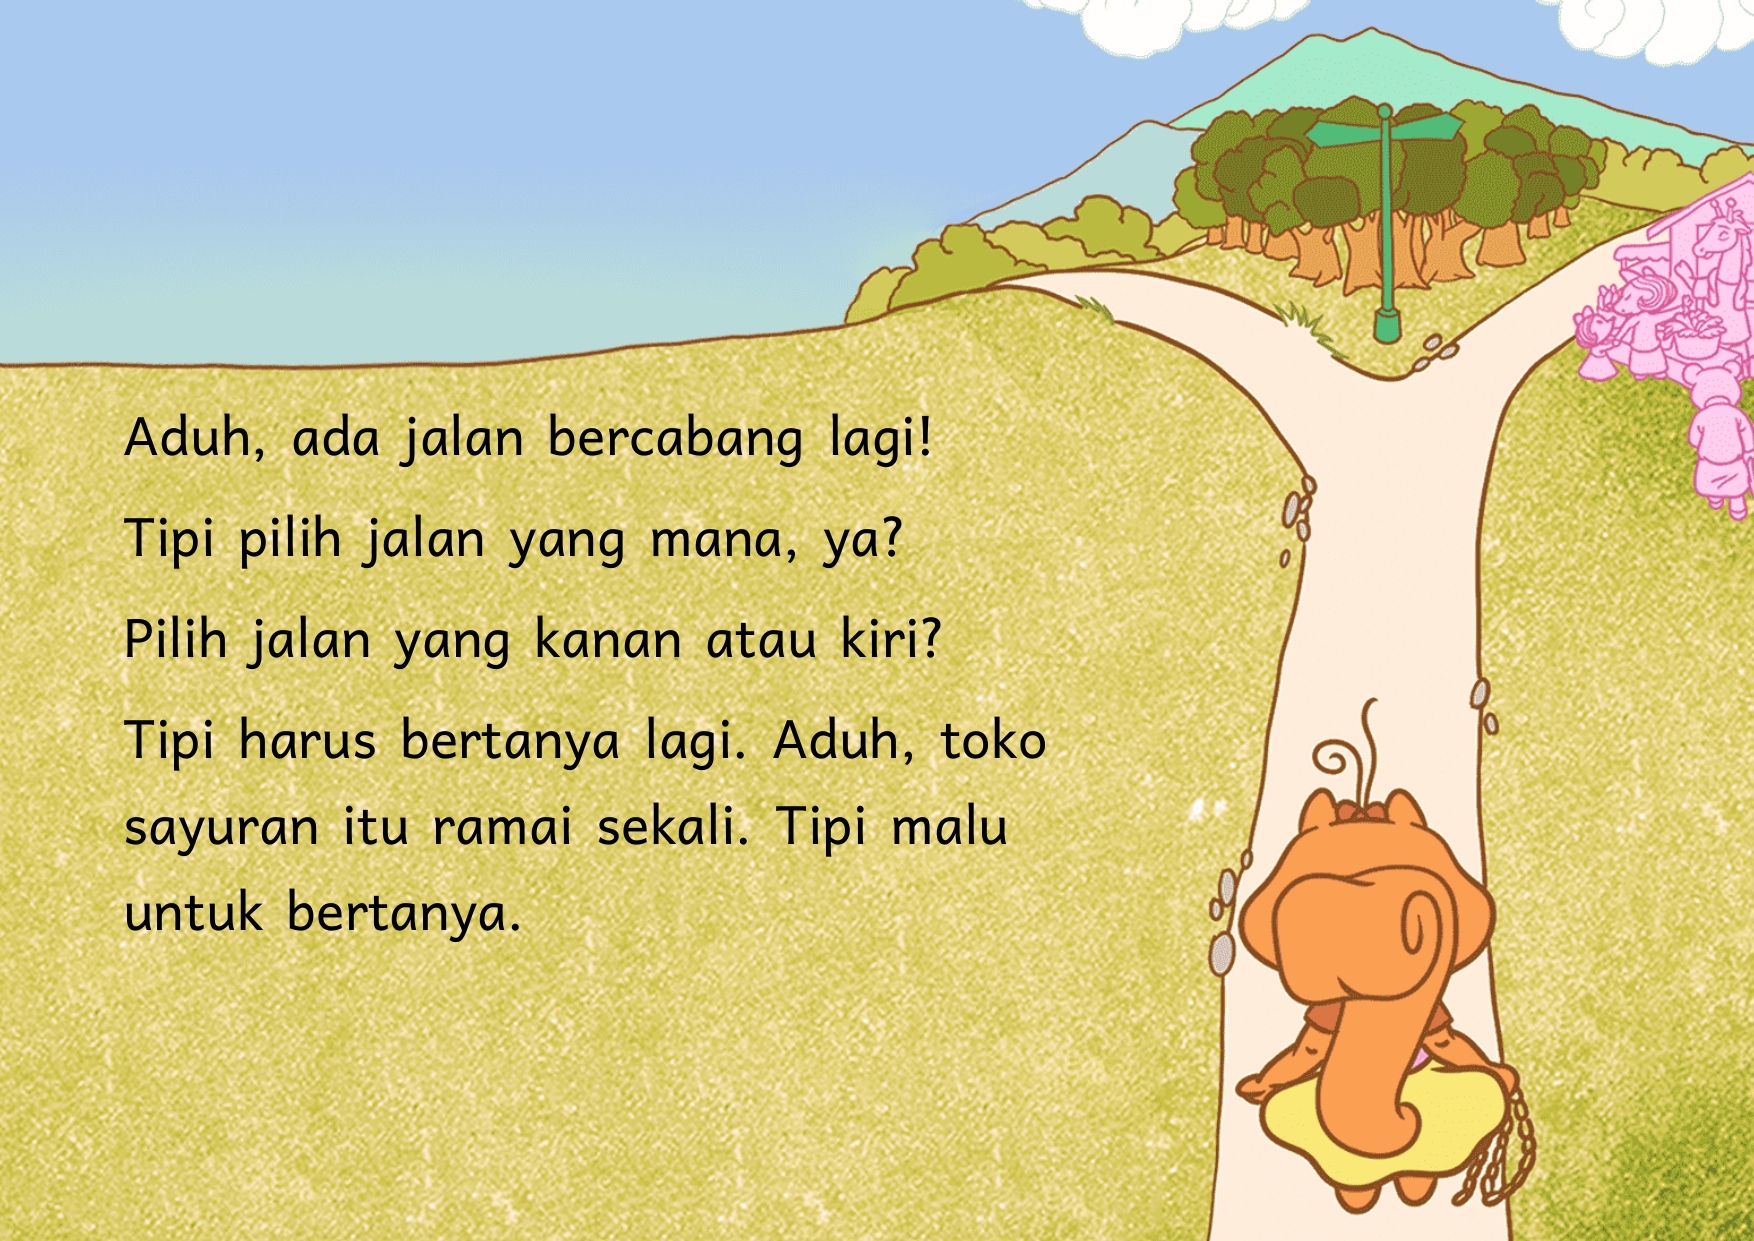 Aduh, ada jalan bercabang lagi!
Tipi pilih jalan yang mana, ya?
Pilih jalan yang kanan atau kiri?
Tipi harus bertanya lagi. Aduh, toko
sayuran itu ramai sekali. Tipi malu
untuk bertanya.